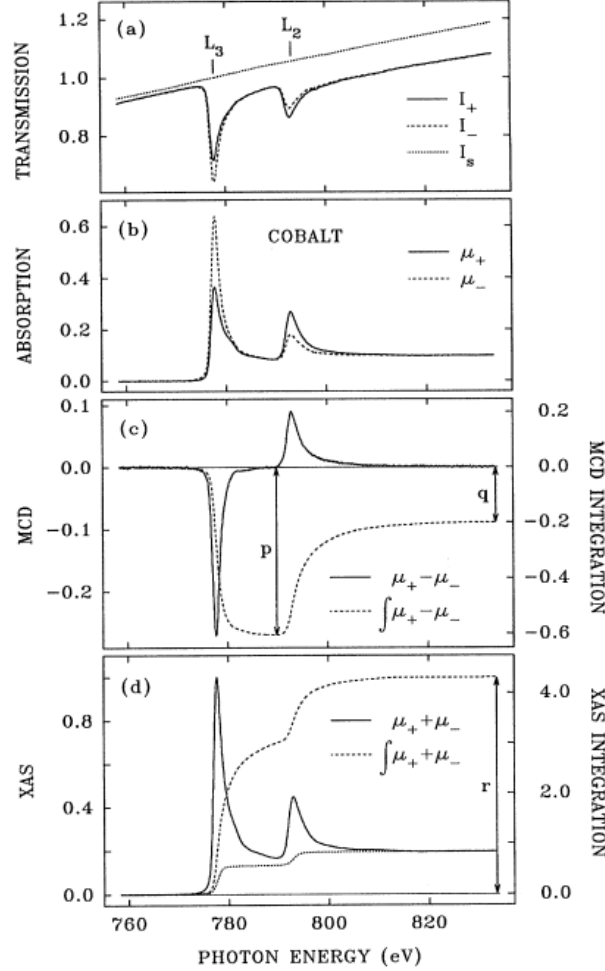 (a)
L3
L2
1.2
1.0
0.8
TRANSMISSION
I+
I−
Is
(b)
COBALT
0.6
0.4
0.2
0.0
ABSORPTION
μ+
μ−
(c)
0.1
0.0
−0.1
−0.2
MCD
p
q
0.2
0.0
−0.2
−0.4
−0.6
MCD INTEGRATION
μ+−μ−
∫μ+−μ−
(d)
0.8
0.4
0.0
XAS
μ++μ−
∫μ++μ−
r
4.0
2.0
0.0
XAS INTEGRATION
760 780 800 820
PHOTON ENERGY (eV)